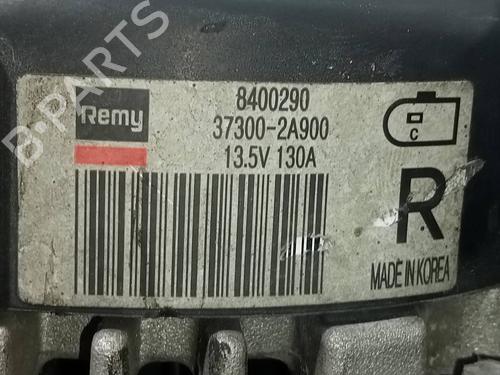 B-PARTS
Remy
8400290
37300-2A900
13.5V 130A
C
R
MADE IN KOREA